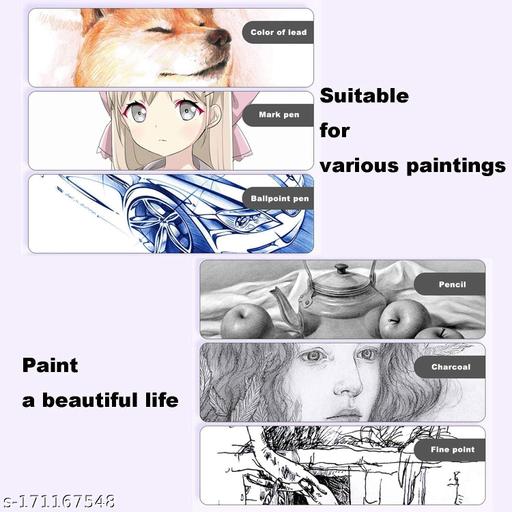 Color of lead
Mark pen
Ballpoint pen
Suitable
for
various paintings
Pencil
Charcoal
Fine point
Paint
a beautiful life
s-171167548